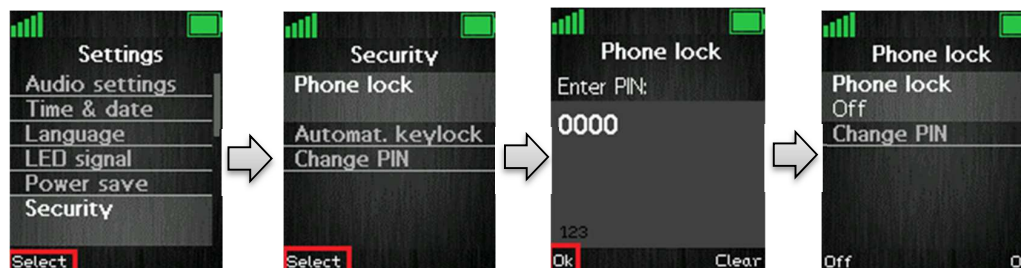 Settings
Audio settings
Time & date
Language
LED signal
Power save
Security
Select
Security
Phone lock
Automat. keylock
Change PIN
Select
Phone lock
Enter PIN:
0000
123
Ok Clear
Phone lock
Phone lock
Off
Change PIN
Off